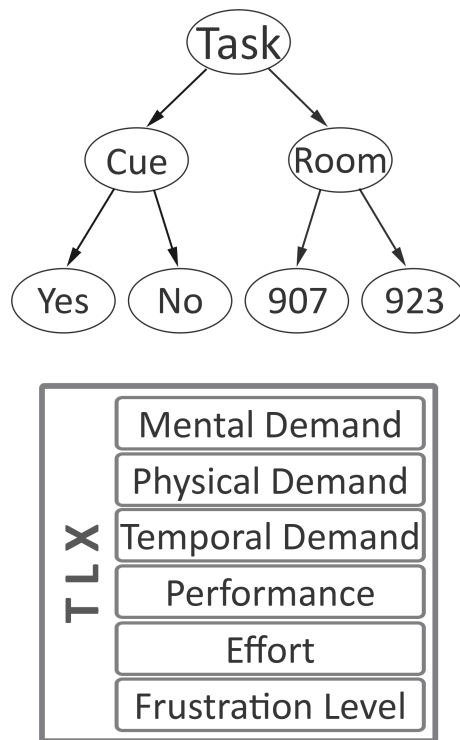 Task
Cue
Room
Yes
No
907
923
TLX
Mental Demand
Physical Demand
Temporal Demand
Performance
Effort
Frustration Level